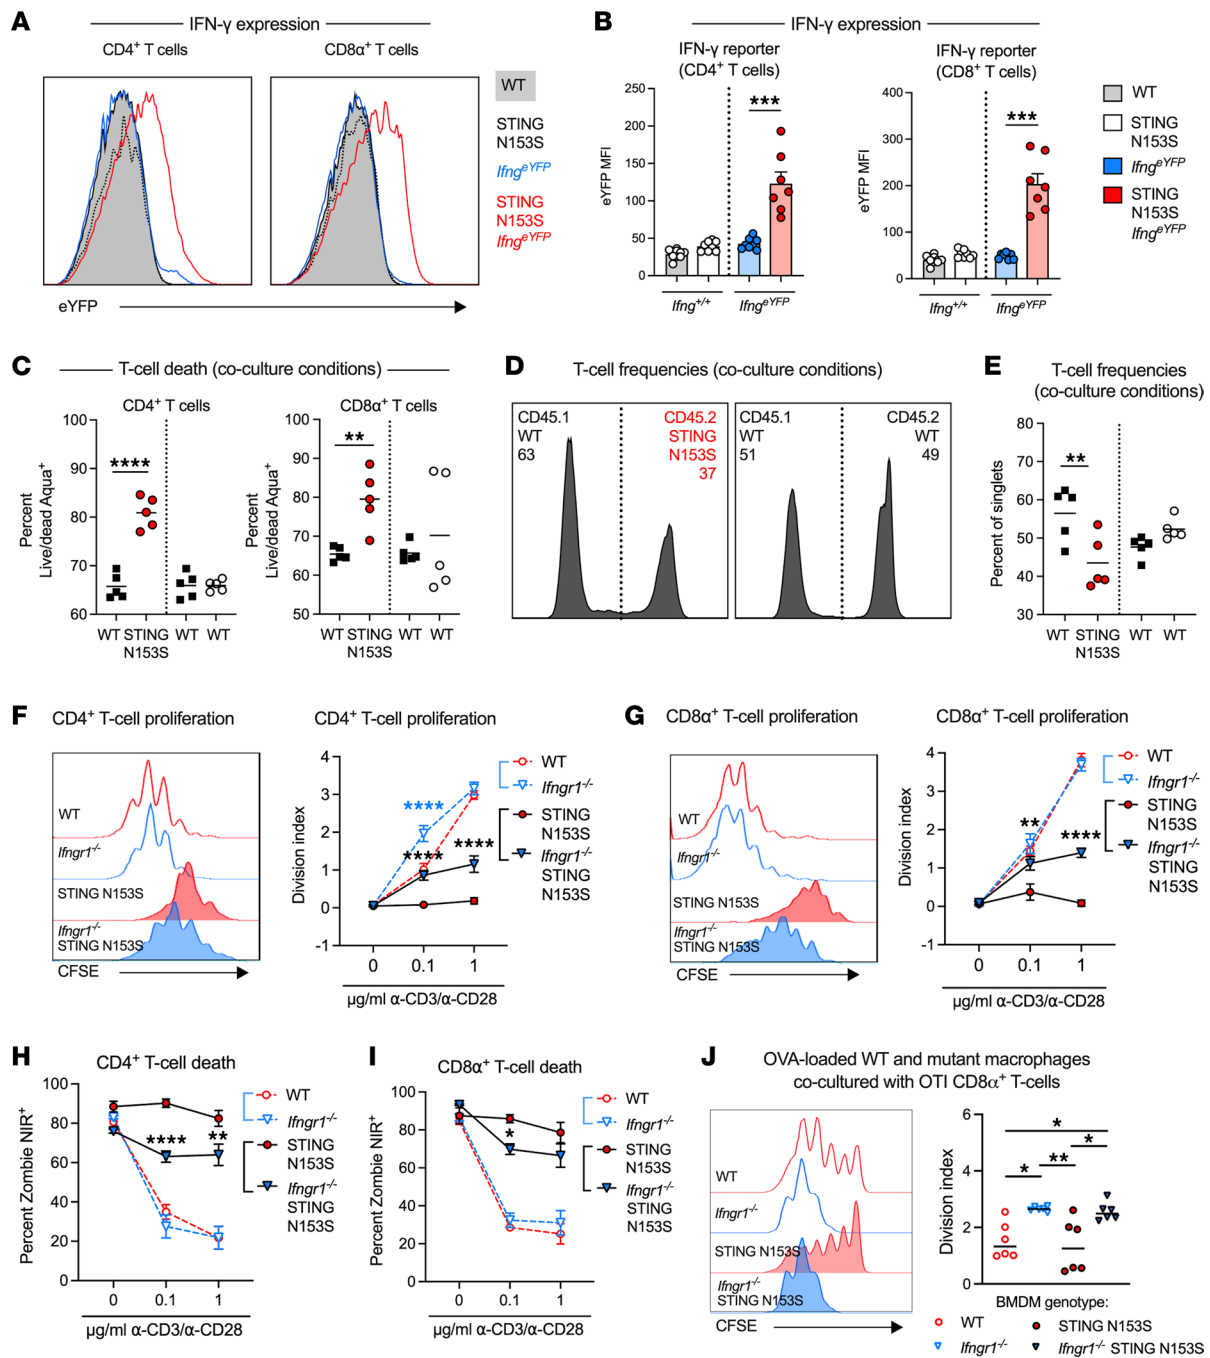 A
IFN-γ expression
CD4+ T cells
CD8α+ T cells
WT
STING
N153S
IfngeYFP
STING
N153S
IfngeYFP
eYFP
B
IFN-γ expression
IFN-γ reporter
(CD4+ T cells)
eYFP MFI
250
200
150
100
50
0
***
Ifng+/+
IfngeYFP
IFN-γ reporter
(CD8+ T cells)
eYFP MFI
400
300
200
100
0
***
Ifng+/+
IfngeYFP
WT
STING
N153S
IfngeYFP
STING
N153S
IfngeYFP
C
T-cell death (co-culture conditions)
CD4+ T cells
Percent
Live/dead Aqua+
100
90
80
70
60
****
WT STING WT WT
N153S
CD8α+ T cells
Percent
Live/dead Aqua+
100
90
80
70
60
50
**
WT STING WT WT
N153S
D
T-cell frequencies (co-culture conditions)
CD45.1
WT
63
CD45.2
STING
N153S
37
CD45.1
WT
51
CD45.2
WT
49
E
T-cell frequencies
(co-culture conditions)
Percent of singlets
80
70
60
50
40
30
**
WT STING WT WT
N153S
F
CD4+ T-cell proliferation
WT
Ifngr1-/-
STING N153S
Ifngr1-/-
STING N153S
CFSE
CD4+ T-cell proliferation
Division index
4
3
2
1
0
-1
****
****
****
0 0.1 1
µg/ml α-CD3/α-CD28
WT
Ifngr1-/-
STING
N153S
Ifngr1-/-
STING
N153S
G
CD8α+ T-cell proliferation
WT
Ifngr1-/-
STING N153S
Ifngr1-/-
STING N153S
CFSE
CD8α+ T-cell proliferation
Division index
4
3
2
1
0
-1
**
****
0 0.1 1
µg/ml α-CD3/α-CD28
WT
Ifngr1-/-
STING
N153S
Ifngr1-/-
STING
N153S
H
CD4+ T-cell death
Percent Zombie NIR+
100
80
60
40
20
0
****
**
0 0.1 1
µg/ml α-CD3/α-CD28
WT
Ifngr1-/-
STING
N153S
Ifngr1-/-
STING
N153S
I
CD8α+ T-cell death
Percent Zombie NIR+
100
80
60
40
20
0
*
0 0.1 1
µg/ml α-CD3/α-CD28
WT
Ifngr1-/-
STING
N153S
Ifngr1-/-
STING
N153S
J
OVA-loaded WT and mutant macrophages
co-cultured with OTI CD8α+ T-cells
WT
Ifngr1-/-
STING N153S
Ifngr1-/-
STING N153S
CFSE
Division index
6
4
2
0
*
*
**
*
BMDM genotype:
WT
STING N153S
Ifngr1-/-
Ifngr1-/- STING N153S